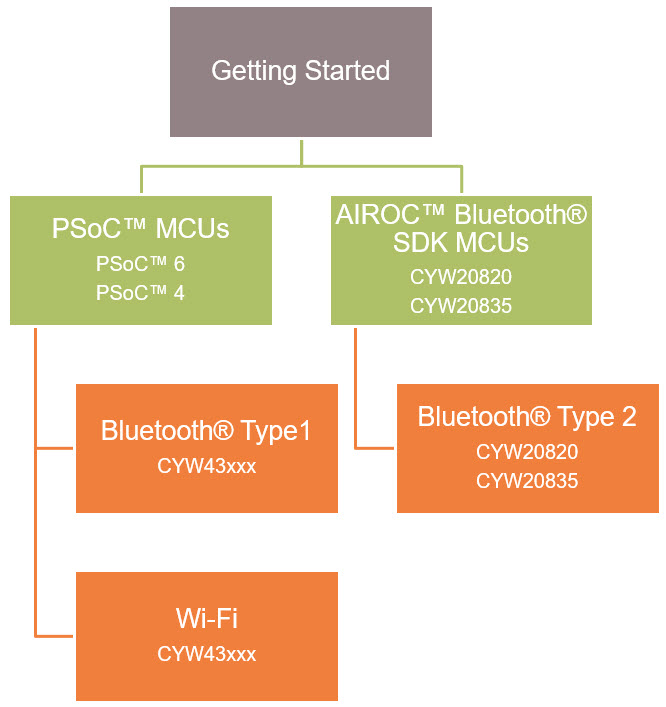 Getting Started
PSoC™ MCUs
PSoC™ 6
PSoC™ 4
AIROC™ Bluetooth®
SDK MCUs
CYW20820
CYW20835
Bluetooth® Type1
CYW43xxx
Bluetooth® Type 2
CYW20820
CYW20835
Wi-Fi
CYW43xxx